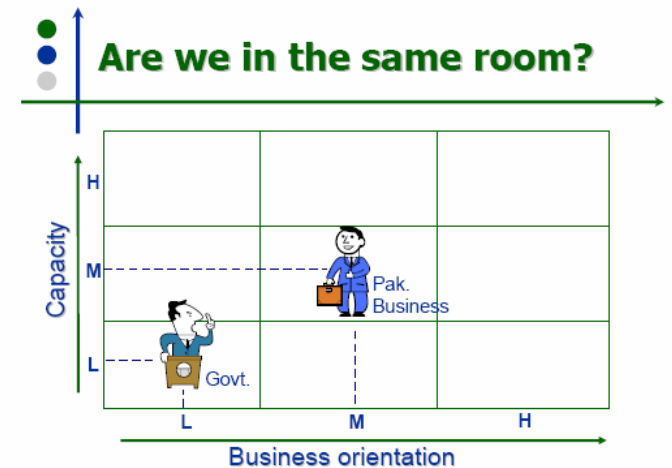 Are we in the same room?
H
Capacity
M
Pak.
Business
L
Govt.
L
M
H
Business orientation